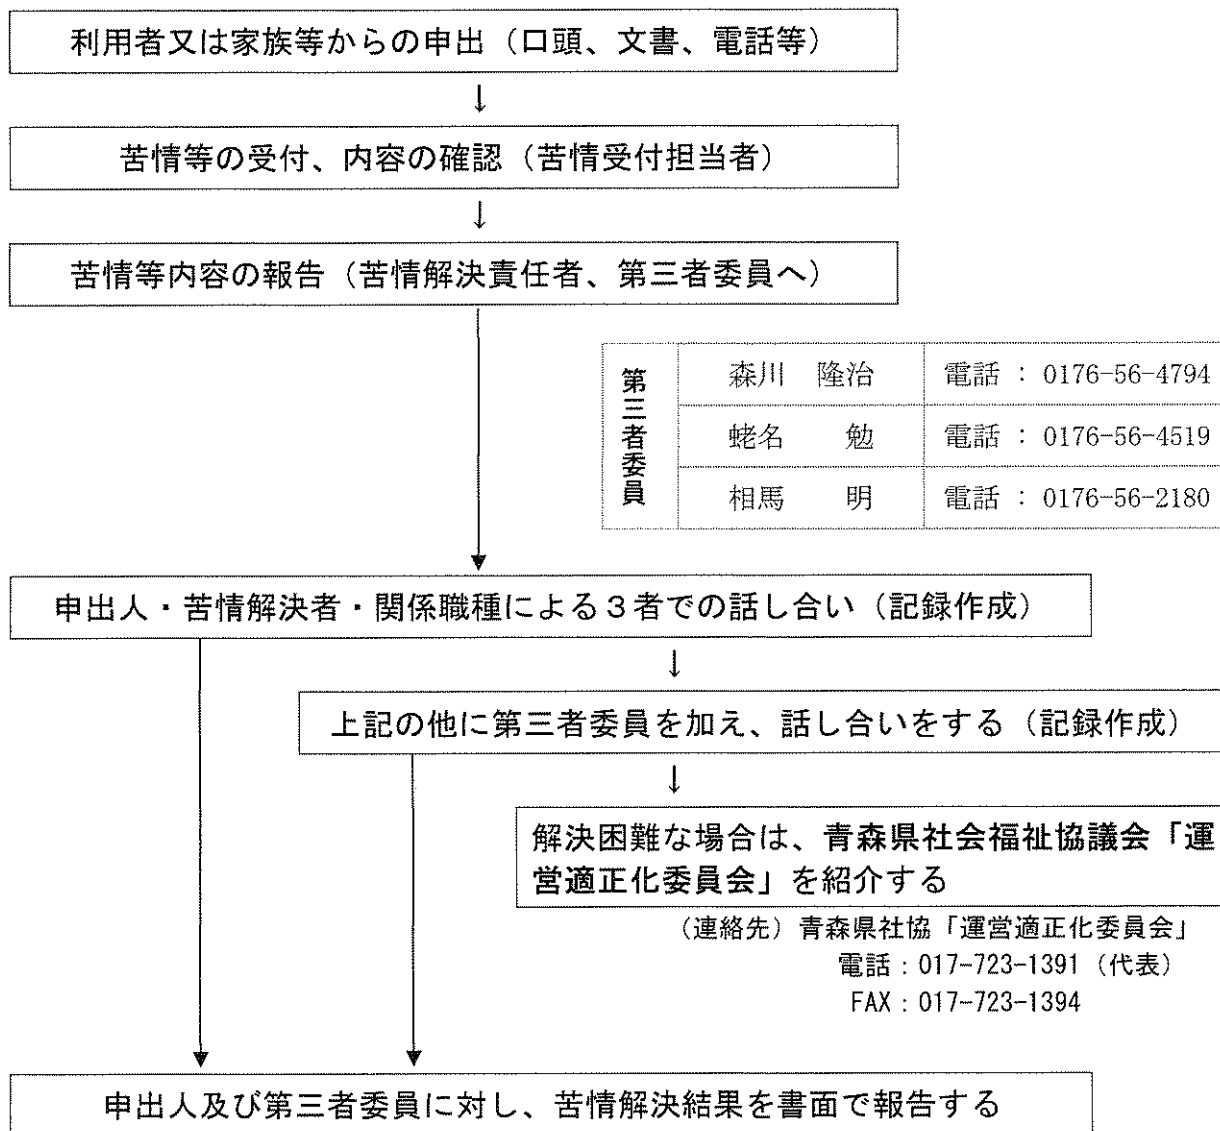 利用者又は家族等からの申出（口頭、文書、電話等）
↓
苦情等の受付、内容の確認（苦情受付担当者）
↓
苦情等内容の報告（苦情解決責任者、第三者委員へ）
第三者委員
森川　隆治　電話 ： 0176-56-4794
蛯名　　勉　電話 ： 0176-56-4519
相馬　　明　電話 ： 0176-56-2180
申出人・苦情解決者・関係職種による３者での話し合い（記録作成）
↓
上記の他に第三者委員を加え、話し合いをする（記録作成）
↓
解決困難な場合は、青森県社会福祉協議会「運
営適正化委員会」を紹介する
（連絡先）青森県社協「運営適正化委員会」
電話：017-723-1391（代表）
FAX：017-723-1394
申出人及び第三者委員に対し、苦情解決結果を書面で報告する